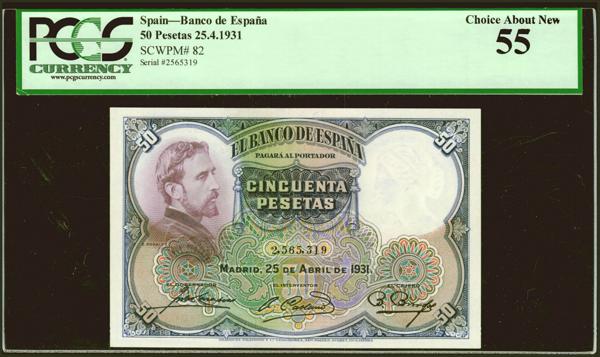 PCGS
CURRENCY
www.pcgscurrency.com
Spain—Banco de España
50 Pesetas 25.4.1931
SCWPM# 82
Serial #2565319
Choice About New
55
50
50
EL BANCO DE ESPAÑA
PAGARÁ AL PORTADOR
CINCUENTA
PESETAS
2,565,319
MADRID, 25 DE ABRIL DE 1931.
EL GOBERNADOR
EL INTERVENTOR
EL CAJERO
50
50